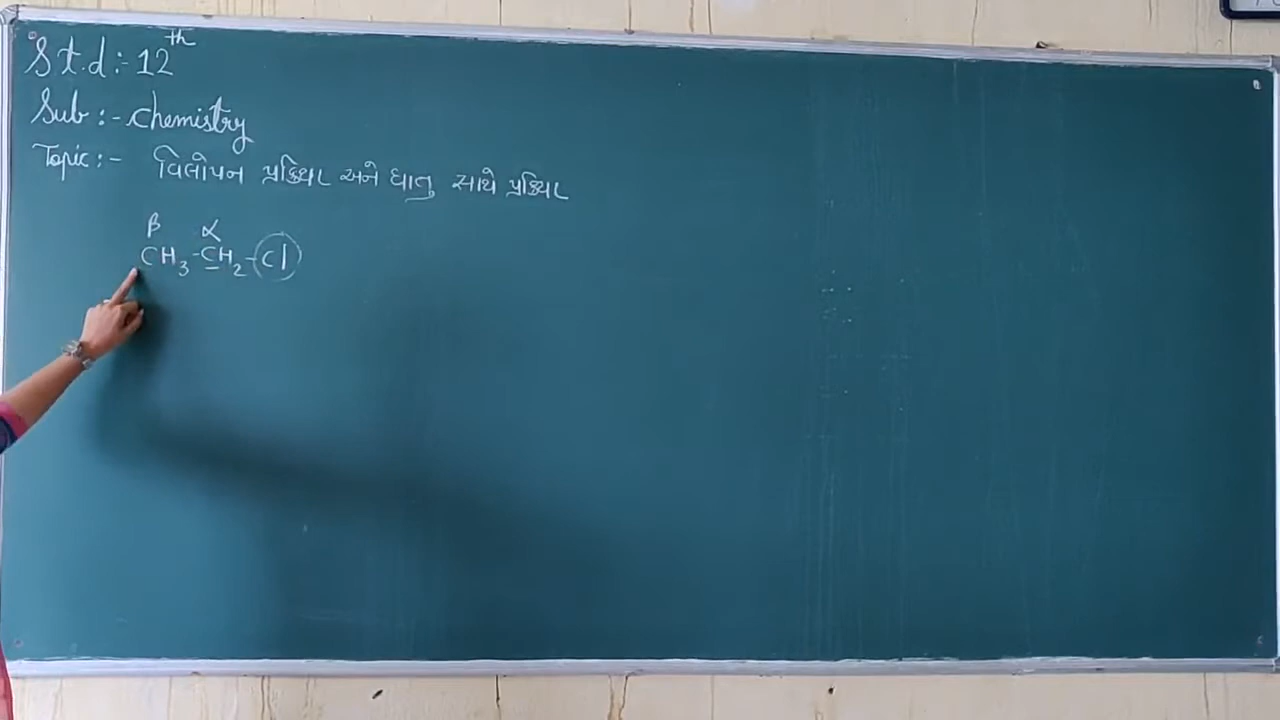 Std :- 12th
Sub :- chemistry
Topic :- વિલોપન પ્રક્રિયા અને ધાતુ સાથે પ્રક્રિયા
β α
CH3 - CH2 - Cl